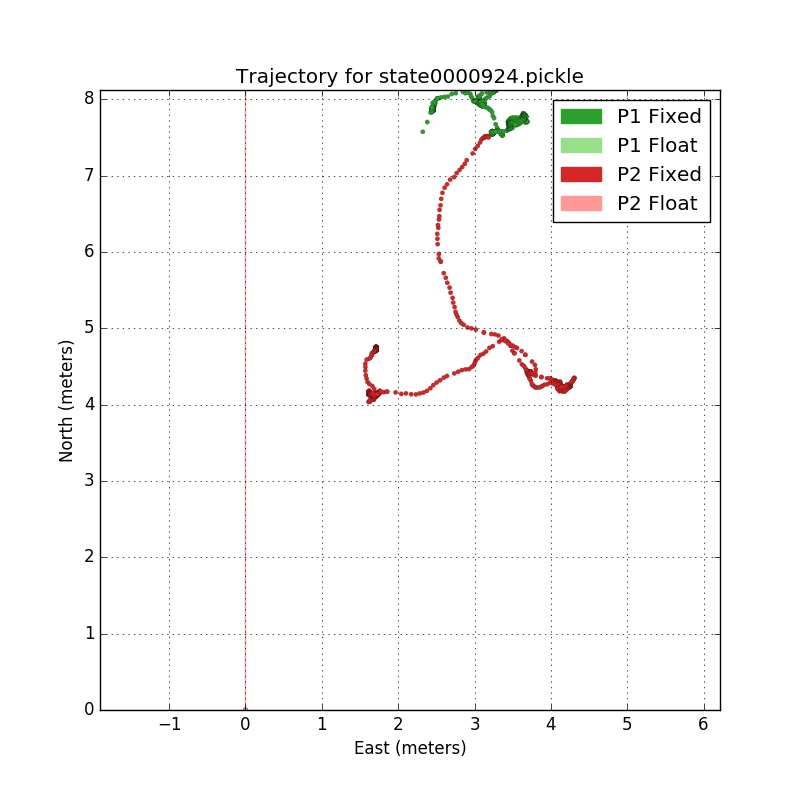 Trajectory for state0000924.pickle
P1 Fixed
P1 Float
P2 Fixed
P2 Float
8
7
6
5
4
3
2
1
0
North (meters)
−1 0 1 2 3 4 5 6
East (meters)